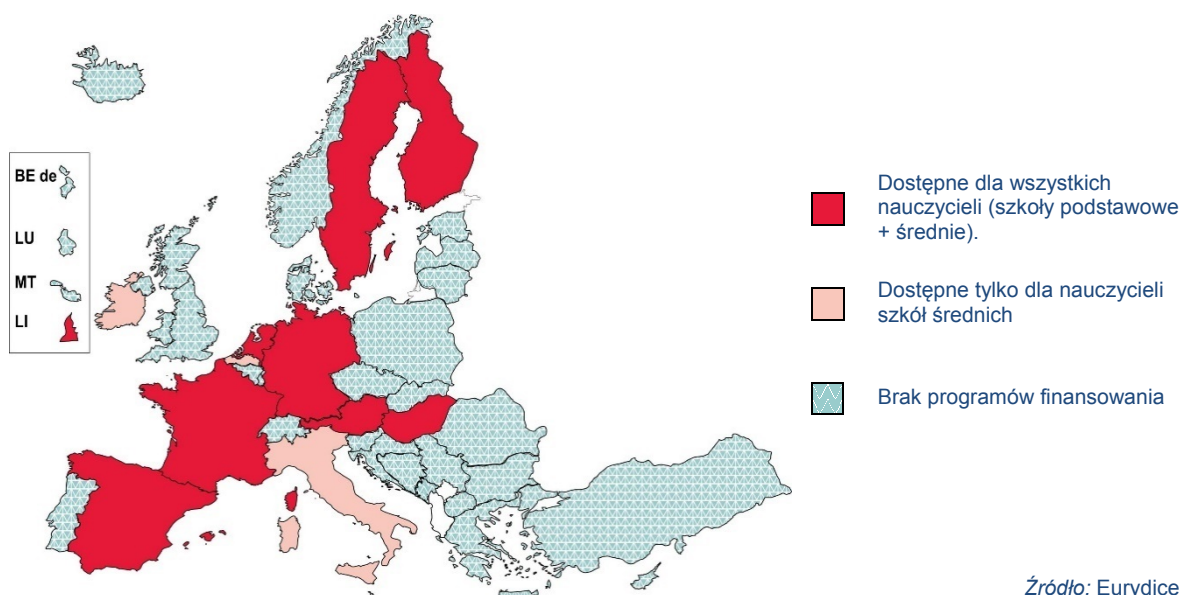 BE de
LU
MT
LI
Dostępne dla wszystkich
nauczycieli (szkoły podstawowe
+ średnie).
Dostępne tylko dla nauczycieli
szkół średnich
Brak programów finansowania
Źródło: Eurydice